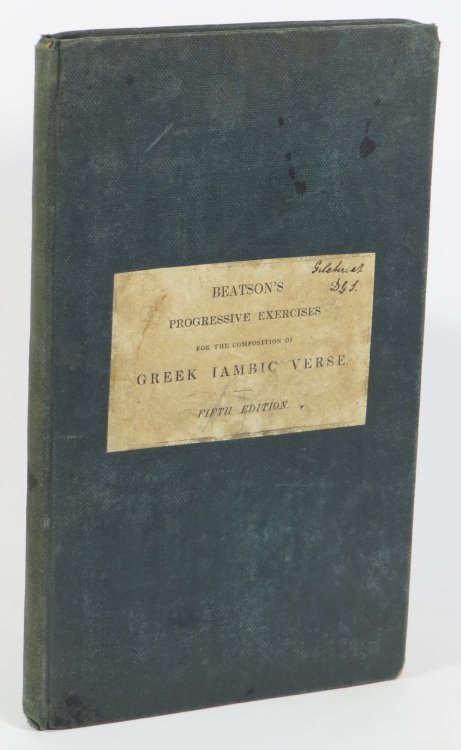 Gilchrist
D.G.S.
BEATSON'S
PROGRESSIVE EXERCISES
FOR THE COMPOSITION OF
GREEK IAMBIC VERSE.
FIFTH EDITION.